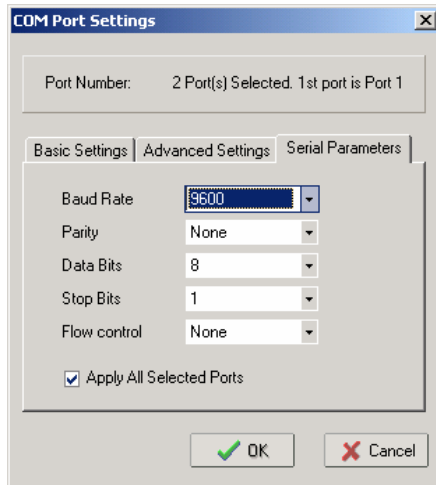 COM Port Settings
Port Number: 2 Port(s) Selected. 1st port is Port 1
Basic Settings Advanced Settings Serial Parameters
Baud Rate 9600
Parity None
Data Bits 8
Stop Bits 1
Flow control None
Apply All Selected Ports
OK Cancel